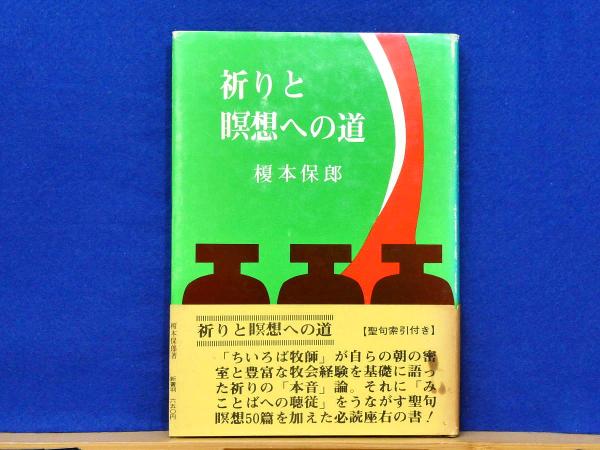 祈りと
瞑想への道
榎本保郎
祈りと瞑想への道
【聖句索引付き】
「ちいろば牧師」が自らの朝の密
室と豊富な牧会経験を基礎に語っ
た祈りの「本音」論。それに「み
ことばへの聴従」をうながす聖句
瞑想50篇を加えた必読座右の書！
榎本保郎著
六五〇円